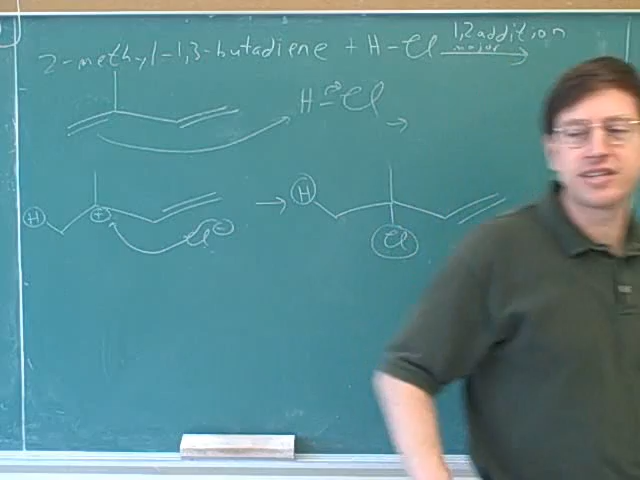 2-methyl-1,3-butadiene + H-Cl 1,2 addition major →
H-Cl →
H + Cl⊖ → H
Cl